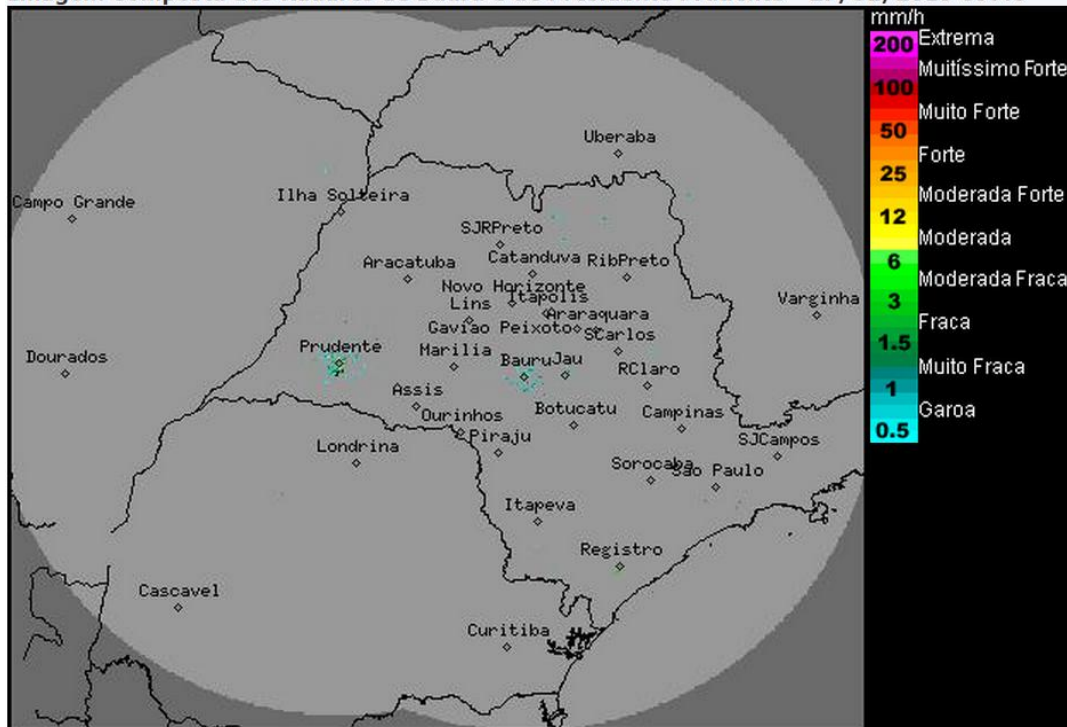 mm/h
200 Extrema
Muitíssimo Forte
100
Muito Forte
50
Forte
25
Moderada Forte
12
Moderada
6
Moderada Fraca
3
Fraca
1.5
Muito Fraca
1
Garoa
0.5
Uberaba
Campo Grande
Ilha Solteira
SJRPreto
Aracatuba
Catanduva
RibPreto
Novo Horizonte
Lins
Itapolis
Araraquara
Gaviao Peixoto
SCarlos
Varginha
Dourados
Prudente
Marilia
Bauru
Jau
RClaro
Assis
Ourinhos
Botucatu
Campinas
Piraju
Londrina
SJCampos
Sorocaba
Sao Paulo
Itapeva
Registro
Cascavel
Curitiba